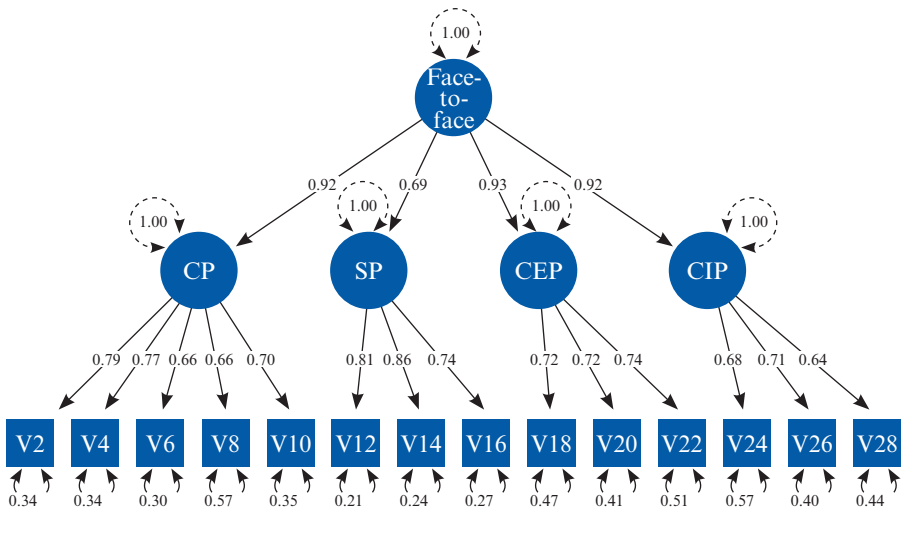 1.00
Face-
to-
face
0.92 0.69 0.93 0.92
1.00 1.00 1.00 1.00
CP SP CEP CIP
0.79 0.77 0.66 0.66 0.70 0.81 0.86 0.74 0.72 0.72 0.74 0.68 0.71 0.64
V2 V4 V6 V8 V10 V12 V14 V16 V18 V20 V22 V24 V26 V28
0.34 0.34 0.30 0.57 0.35 0.21 0.24 0.27 0.47 0.41 0.51 0.57 0.40 0.44